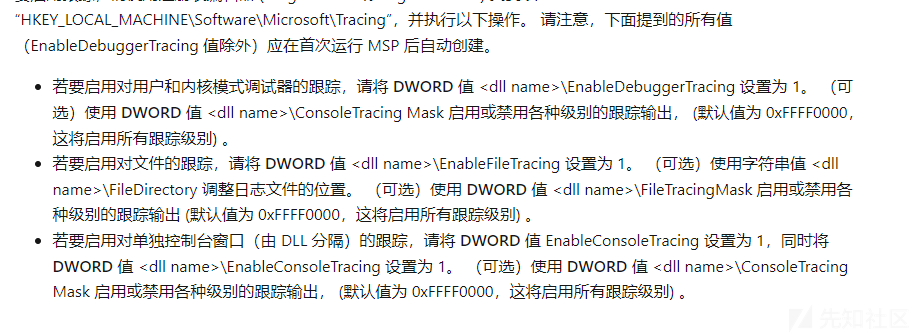 “HKEY_LOCAL_MACHINE\Software\Microsoft\Tracing”，并执行以下操作。 请注意，下面提到的所有值
（EnableDebuggerTracing 值除外）应在首次运行 MSP 后自动创建。
• 若要启用对用户和内核模式调试器的跟踪，请将 DWORD 值 <dll name>\EnableDebuggerTracing 设置为 1。 （可
选）使用 DWORD 值 <dll name>\ConsoleTracing Mask 启用或禁用各种级别的跟踪输出， (默认值为 0xFFFF0000，
这将启用所有跟踪级别) 。
• 若要启用对文件的跟踪，请将 DWORD 值 <dll name>\EnableFileTracing 设置为 1。 （可选）使用字符串值 <dll
name>\FileDirectory 调整日志文件的位置。 （可选）使用 DWORD 值 <dll name>\FileTracingMask 启用或禁用各
种级别的跟踪输出 (默认值为 0xFFFF0000，这将启用所有跟踪级别) 。
• 若要启用对单独控制台窗口（由 DLL 分隔）的跟踪，请将 DWORD 值 EnableConsoleTracing 设置为 1，同时将
DWORD 值 <dll name>\EnableConsoleTracing 设置为 1。 （可选）使用 DWORD 值 <dll name>\ConsoleTracing
Mask 启用或禁用各种级别的跟踪输出， (默认值为 0xFFFF0000，这将启用所有跟踪级别) 。
先知社区